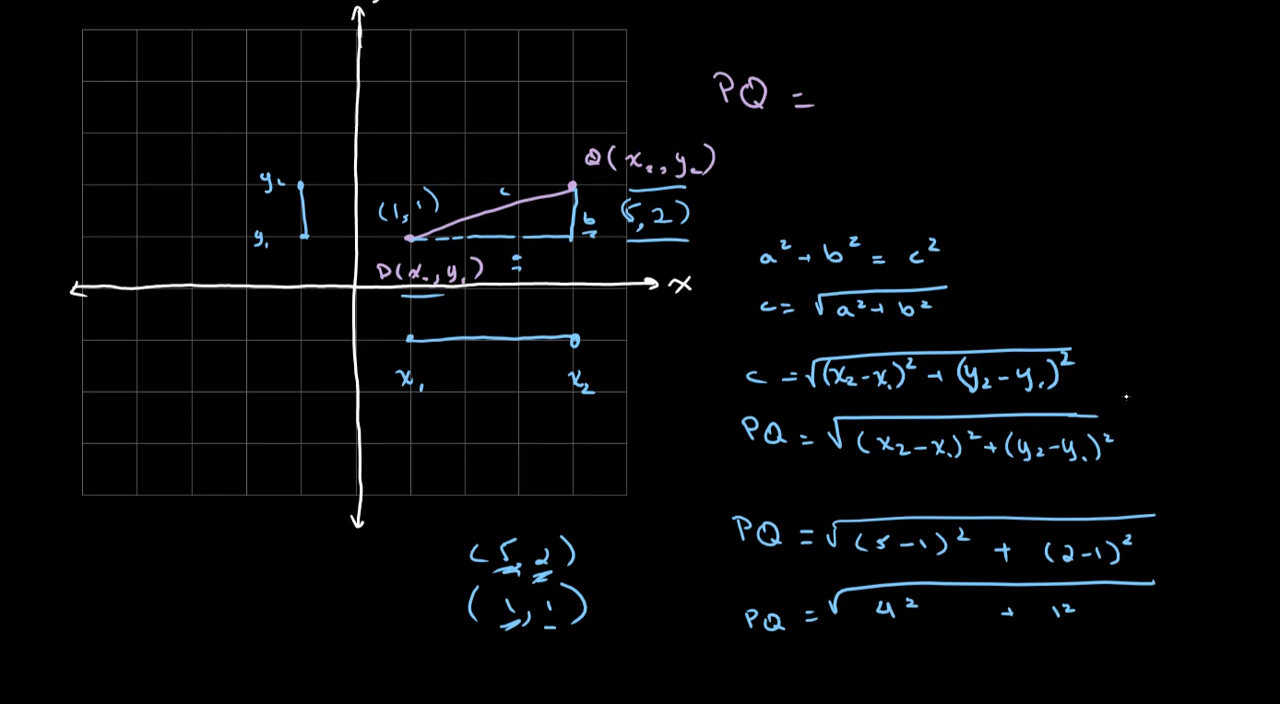 PQ =
Q(x₂, y₂)
y₂
(1,1)
c
b
(5,2)
y₁
P(x₁, y₁)
a² + b² = c²
x
c = √a² + b²
x₁
x₂
c = √(x₂-x₁)² + (y₂-y₁)²
PQ = √(x₂-x₁)² + (y₂-y₁)²
PQ = √(5-1)² + (2-1)²
(5,2)
(1,1)
PQ = √4² + 1²